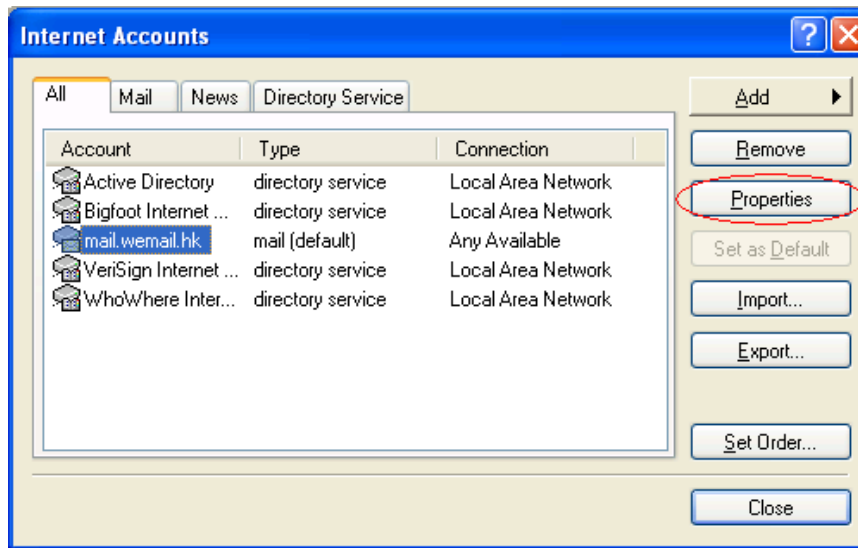 Internet Accounts
All Mail News Directory Service
Add
Account Type Connection
Remove
Active Directory directory service Local Area Network
Bigfoot Internet ... directory service Local Area Network
Properties
mail.wemail.hk mail (default) Any Available
Set as Default
VeriSign Internet ... directory service Local Area Network
WhoWhere Inter... directory service Local Area Network
Import...
Export...
Set Order...
Close